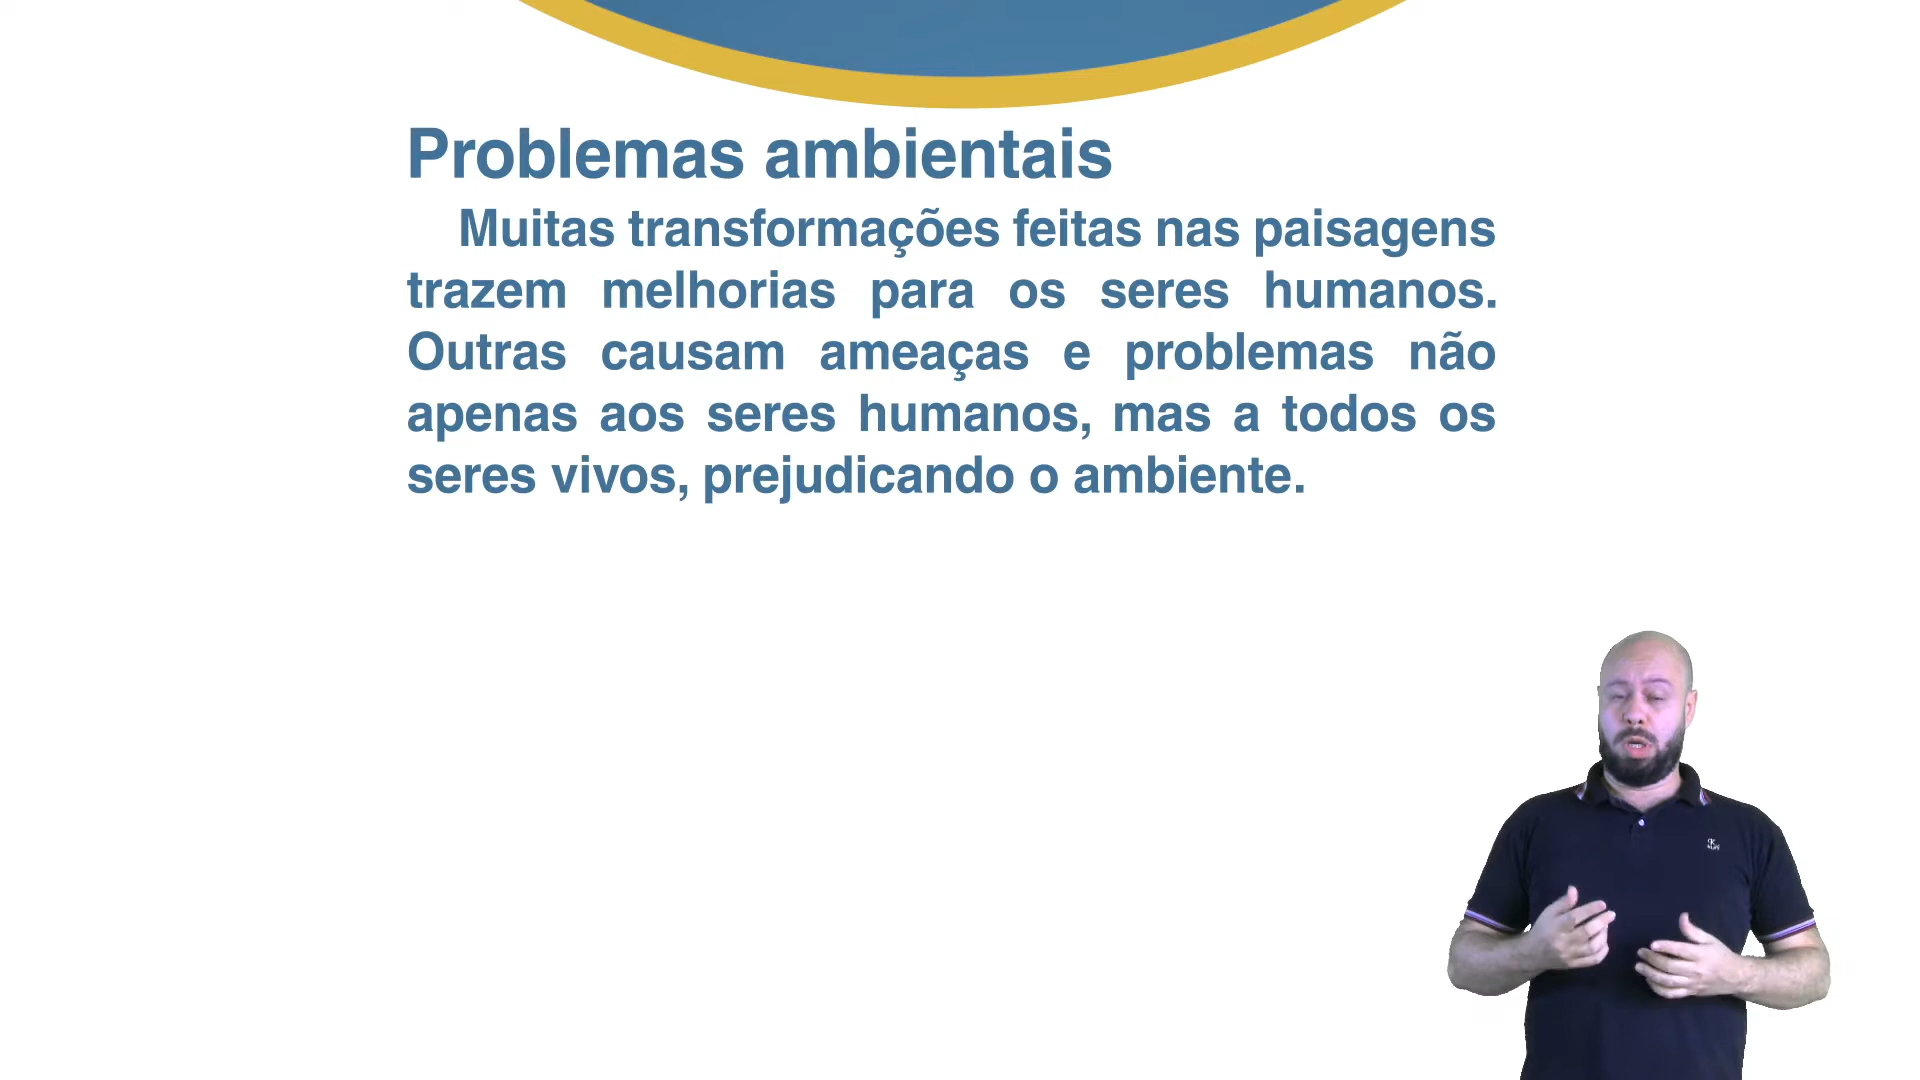 Problemas ambientais
Muitas transformações feitas nas paisagens
trazem melhorias para os seres humanos.
Outras causam ameaças e problemas não
apenas aos seres humanos, mas a todos os
seres vivos, prejudicando o ambiente.